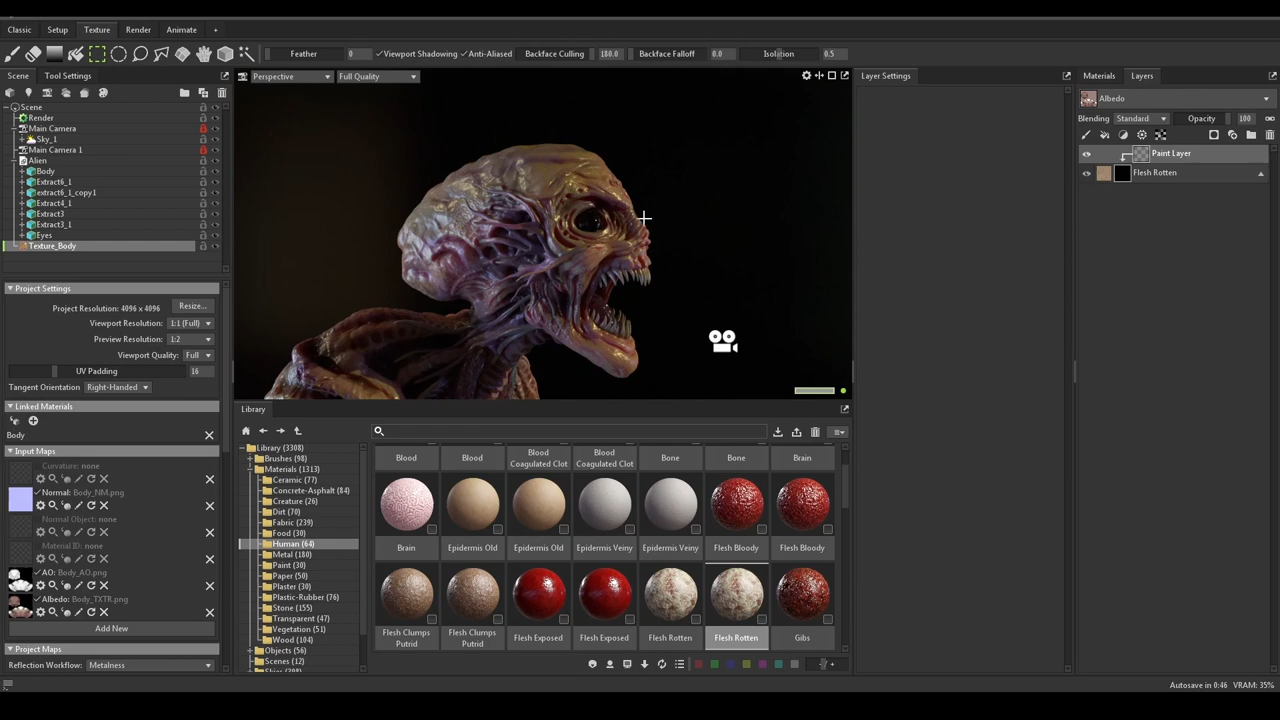 Classic Setup Texture Render Animate +
Feather 0 Viewport Shadowing Anti-Aliased Backface Culling 180.0 Backface Falloff 0.0 Isolation 0.5
Scene Tool Settings
Perspective Full Quality
Layer Settings
Materials Layers
Scene
Render
Main Camera
Sky_1
Main Camera 1
Alien
Body
Extract6_1
extract6_1_copy1
Extract4_1
Extract3
Extract3_1
Eyes
Texture_Body
Albedo
Blending Standard Opacity 100
Paint Layer
Flesh Rotten
Project Settings
Project Resolution: 4096 x 4096 Resize...
Viewport Resolution: 1:1 (Full)
Preview Resolution: 1:2
Viewport Quality: Full
UV Padding 16
Tangent Orientation Right-Handed
Linked Materials
Body
Input Maps
Curvature: none
Normal: Body_NM.png
Normal Object: none
Material ID: none
AO: Body_AO.png
Albedo: Body_TXTR.png
Add New
Project Maps
Reflection Workflow: Metalness
Library
Library (3308)
Brushes (98)
Materials (1313)
Ceramic (77)
Concrete-Asphalt (84)
Creature (26)
Dirt (70)
Fabric (239)
Food (30)
Human (64)
Metal (180)
Paint (30)
Paper (50)
Plaster (30)
Plastic-Rubber (76)
Stone (155)
Transparent (47)
Vegetation (51)
Wood (104)
Objects (56)
Scenes (12)
Blood Blood Blood Coagulated Clot Blood Coagulated Clot Bone Bone Brain
Brain Epidermis Old Epidermis Old Epidermis Veiny Epidermis Veiny Flesh Bloody Flesh Bloody
Flesh Clumps Putrid Flesh Clumps Putrid Flesh Exposed Flesh Exposed Flesh Rotten Flesh Rotten Gibs
Autosave in 0:46 VRAM: 35%